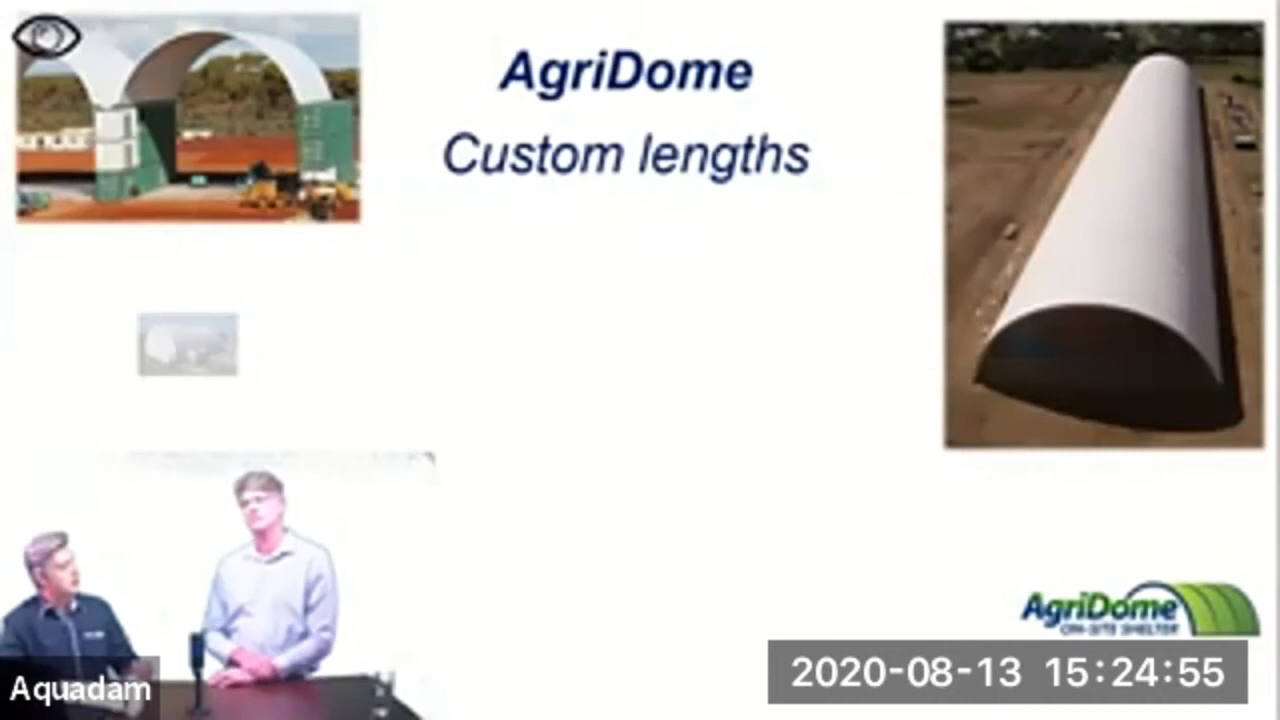 AgriDome
Custom lengths
AgriDome
ON-SITE SHELTER
Aquadam
2020-08-13 15:24:55